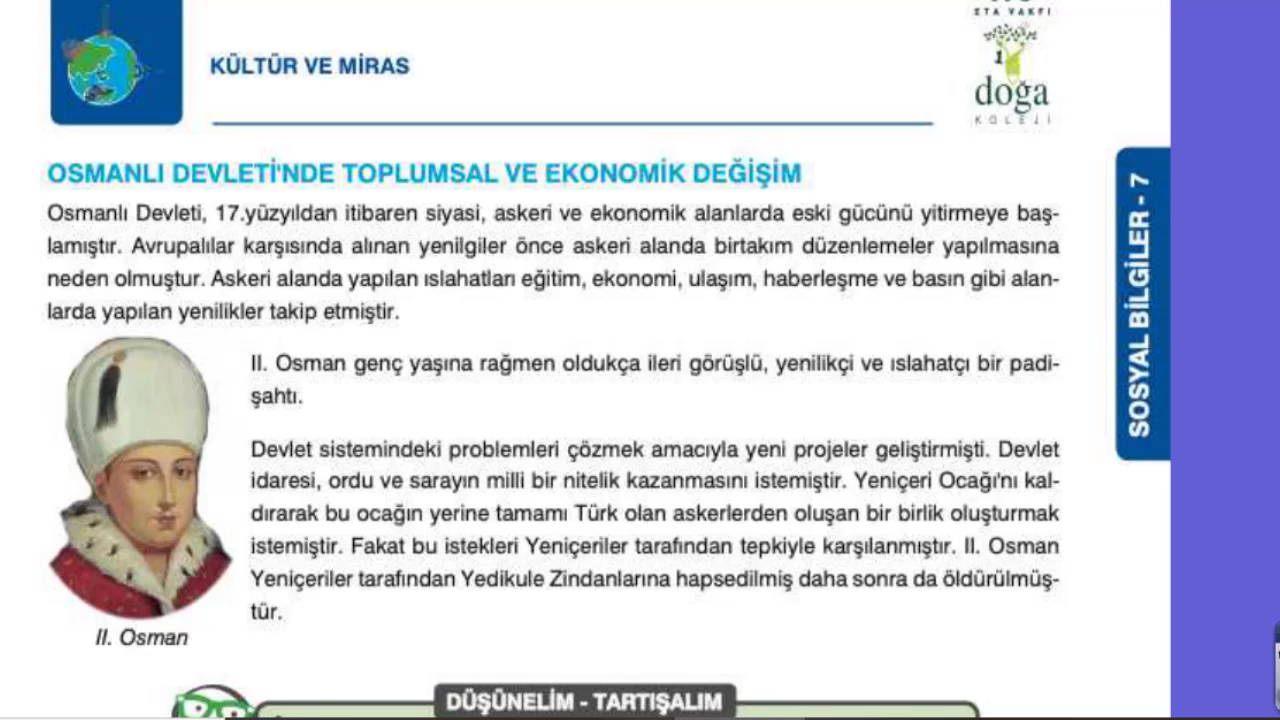 ETA VAKFI
KÜLTÜR VE MİRAS
doğa
KOLEJİ
OSMANLI DEVLETİ'NDE TOPLUMSAL VE EKONOMİK DEĞİŞİM
Osmanlı Devleti, 17.yüzyıldan itibaren siyasi, askeri ve ekonomik alanlarda eski gücünü yitirmeye baş-
lamıştır. Avrupalılar karşısında alınan yenilgiler önce askeri alanda birtakım düzenlemeler yapılmasına
neden olmuştur. Askeri alanda yapılan ıslahatları eğitim, ekonomi, ulaşım, haberleşme ve basın gibi alan-
larda yapılan yenilikler takip etmiştir.
II. Osman genç yaşına rağmen oldukça ileri görüşlü, yenilikçi ve ıslahatçı bir padi-
şahtı.
Devlet sistemindeki problemleri çözmek amacıyla yeni projeler geliştirmişti. Devlet
idaresi, ordu ve sarayın milli bir nitelik kazanmasını istemiştir. Yeniçeri Ocağı'nı kal-
dırarak bu ocağın yerine tamamı Türk olan askerlerden oluşan bir birlik oluşturmak
istemiştir. Fakat bu istekleri Yeniçeriler tarafından tepkiyle karşılanmıştır. II. Osman
Yeniçeriler tarafından Yedikule Zindanlarına hapsedilmiş daha sonra da öldürülmüş-
tür.
II. Osman
DÜŞÜNELİM - TARTIŞALIM
SOSYAL BİLGİLER - 7